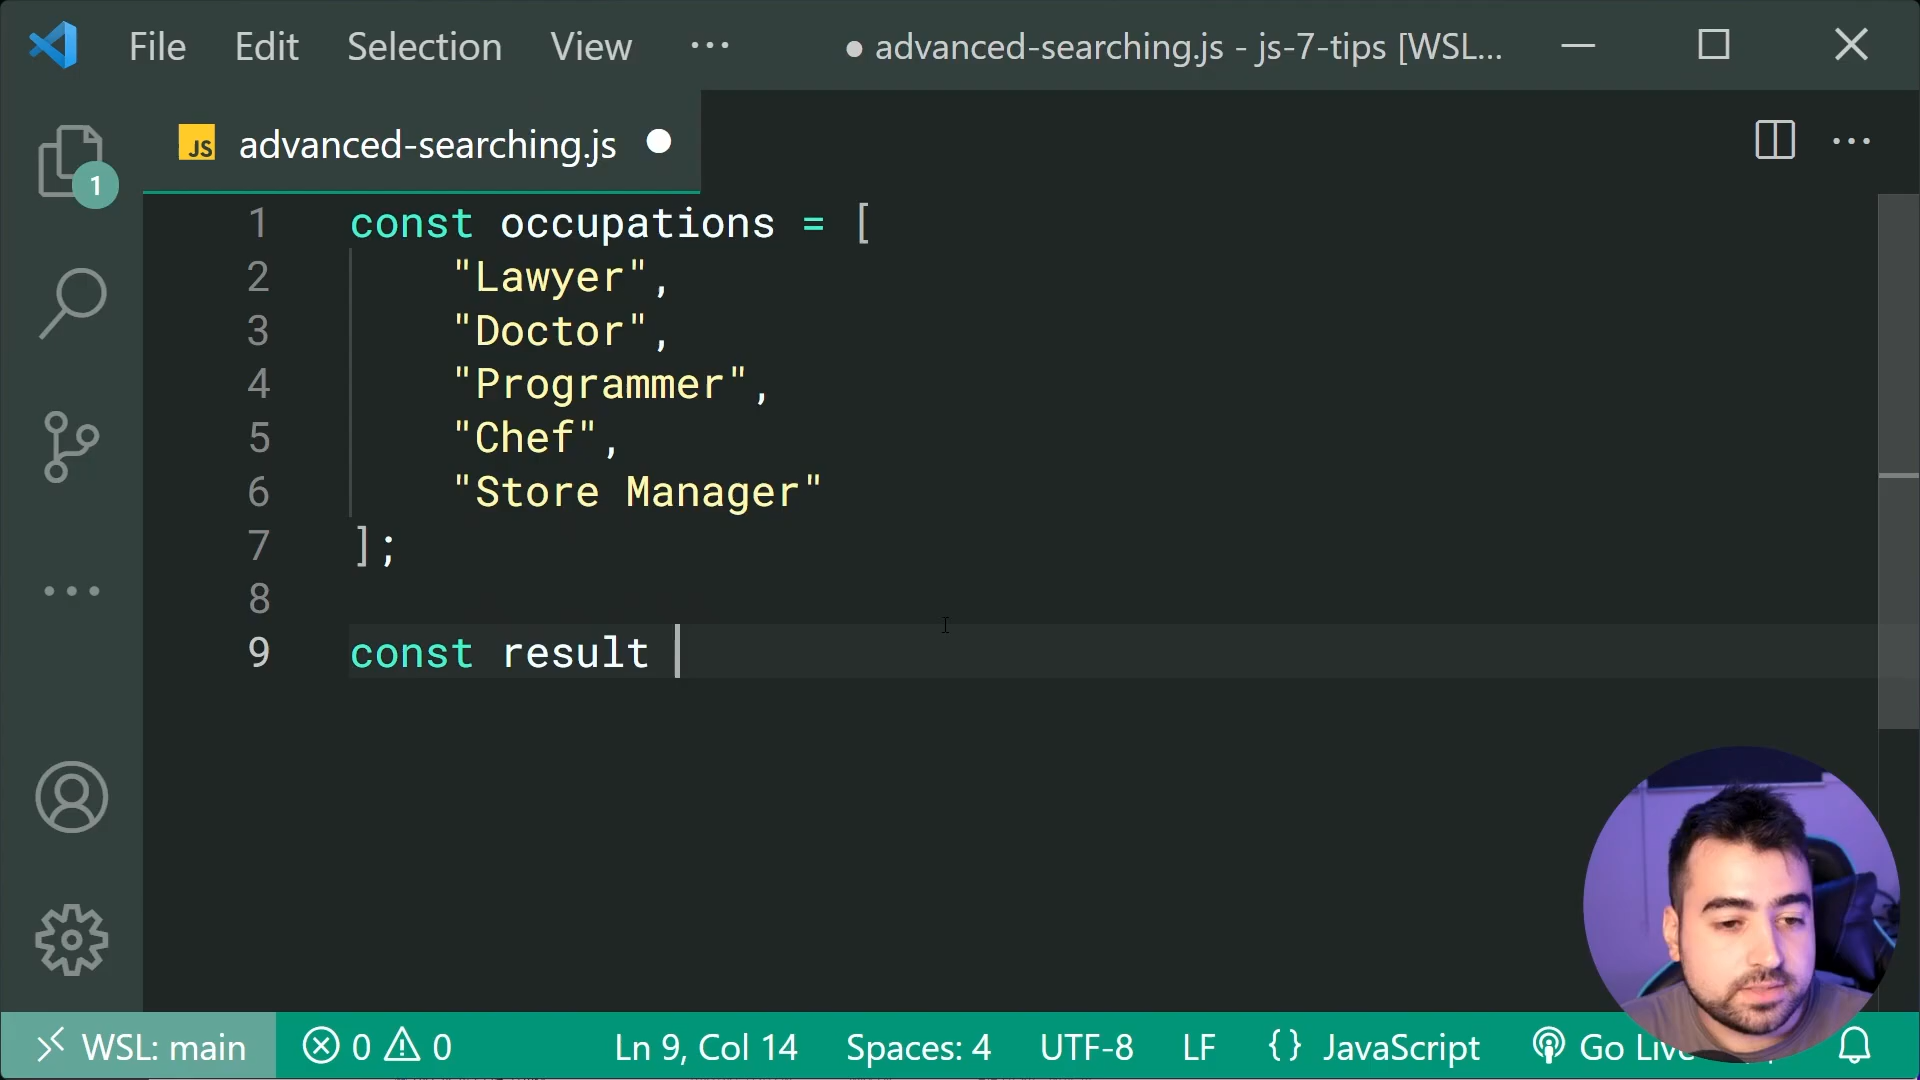 File Edit Selection View ··· ● advanced-searching.js - js-7-tips [WSL...
JS advanced-searching.js ●
1
1 const occupations = [
2 "Lawyer",
3 "Doctor",
4 "Programmer",
5 "Chef",
6 "Store Manager"
7 ];
8
9 const result
WSL: main 0 0 Ln 9, Col 14 Spaces: 4 UTF-8 LF {} JavaScript Go Live